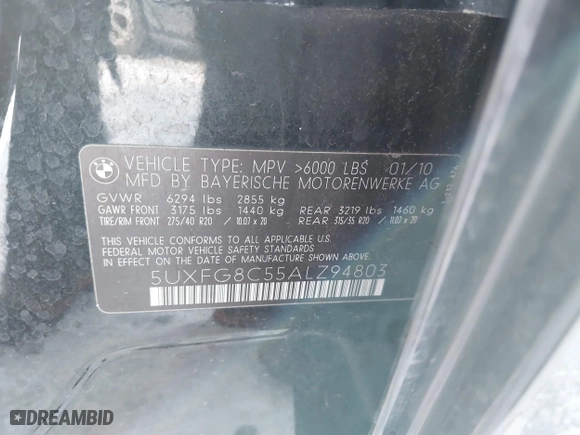 BMW
VEHICLE TYPE: MPV >6000 LBS 01/10
MFD BY BAYERISCHE MOTORENWERKE AG
GVWR 6294 lbs 2855 kg
GAWR FRONT 3175 lbs 1440 kg REAR 3219 lbs 1460 kg
TIRE/RIM FRONT 275/40 R20 / 10.0J x 20 REAR 315/35 R20 / 11.0J x 20
THIS VEHICLE CONFORMS TO ALL APPLICABLE U.S.
FEDERAL MOTOR VEHICLE SAFETY STANDARDS
IN EFFECT ON THE DATE OF MANUFACTURE SHOWN ABOVE.
5UXFG8C55ALZ94803
DREAMBID